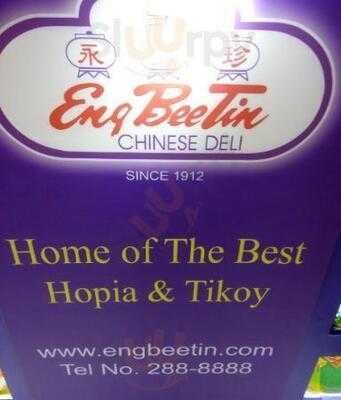 Slurrpy
永 珍
Eng Bee Tin
CHINESE DELI
SINCE 1912
Home of The Best
Hopia & Tikoy
www.engbeetin.com
Tel No. 288-8888